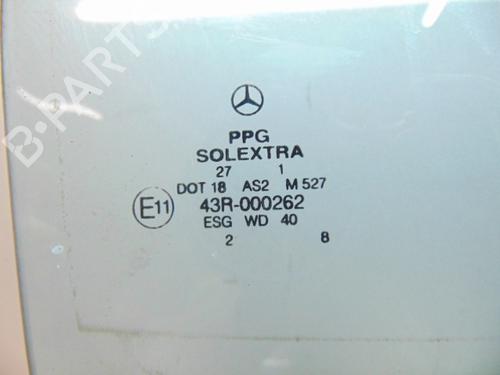 B-PARTS
PPG
SOLEXTRA
27 1
DOT 18 AS2 M 527
E11 43R-000262
ESG WD 40
2 8